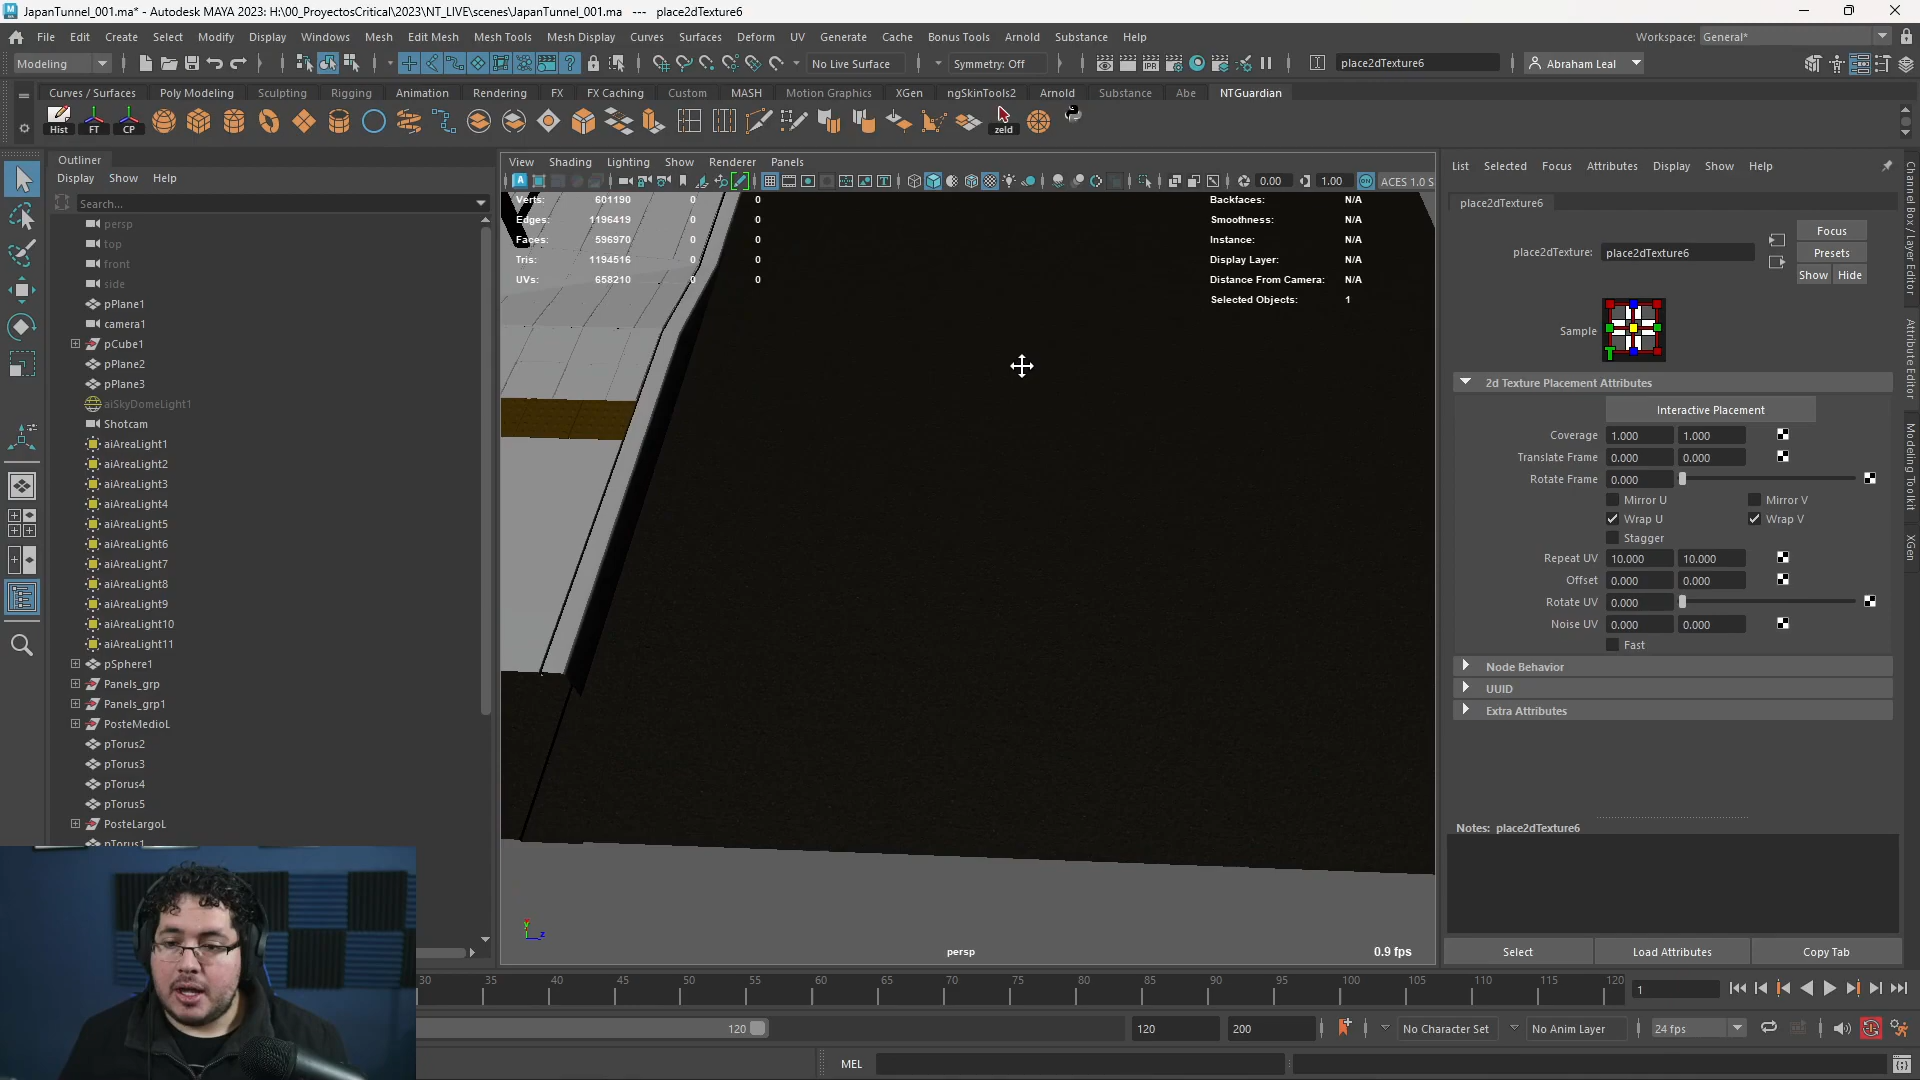 JapanTunnel_001.ma* - Autodesk MAYA 2023: H:\00_ProyectosCritical\2023\NT_LIVE\scenes\JapanTunnel_001.ma --- place2dTexture6
File Edit Create Select Modify Display Windows Mesh Edit Mesh Mesh Tools Mesh Display Curves Surfaces Deform UV Generate Cache Bonus Tools Arnold Substance Help Workspace: General*
Modeling No Live Surface Symmetry: Off place2dTexture6 Abraham Leal
Curves / Surfaces Poly Modeling Sculpting Rigging Animation Rendering FX FX Caching Custom MASH Motion Graphics XGen ngSkinTools2 Arnold Substance Abe NTGuardian
Hist FT CP zeld
Outliner
Display Show Help
Search...
persp
top
front
side
pPlane1
camera1
pCube1
pPlane2
pPlane3
aiSkyDomeLight1
Shotcam
aiAreaLight1
aiAreaLight2
aiAreaLight3
aiAreaLight4
aiAreaLight5
aiAreaLight6
aiAreaLight7
aiAreaLight8
aiAreaLight9
aiAreaLight10
aiAreaLight11
pSphere1
Panels_grp
Panels_grp1
PosteMedioL
pTorus2
pTorus3
pTorus4
pTorus5
PosteLargoL
pTorus1
View Shading Lighting Show Renderer Panels
0.00 1.00 ACES 1.0 S
Verts: 601190 0 0
Edges: 1196419 0 0
Faces: 596970 0 0
Tris: 1194516 0 0
UVs: 658210 0 0
Backfaces: N/A
Smoothness: N/A
Instance: N/A
Display Layer: N/A
Distance From Camera: N/A
Selected Objects: 1
persp
0.9 fps
List Selected Focus Attributes Display Show Help
place2dTexture6
place2dTexture: place2dTexture6
Focus
Presets
Show Hide
Sample
2d Texture Placement Attributes
Interactive Placement
Coverage 1.000 1.000
Translate Frame 0.000 0.000
Rotate Frame 0.000
Mirror U Mirror V
Wrap U Wrap V
Stagger
Repeat UV 10.000 10.000
Offset 0.000 0.000
Rotate UV 0.000
Noise UV 0.000 0.000
Fast
Node Behavior
UUID
Extra Attributes
Notes: place2dTexture6
Select Load Attributes Copy Tab
Channel Box / Layer Editor
Attribute Editor
Modeling Toolkit
XGen
30 35 40 45 50 55 60 65 70 75 80 85 90 95 100 105 110 115 120 1
120 120 200 No Character Set No Anim Layer 24 fps
MEL